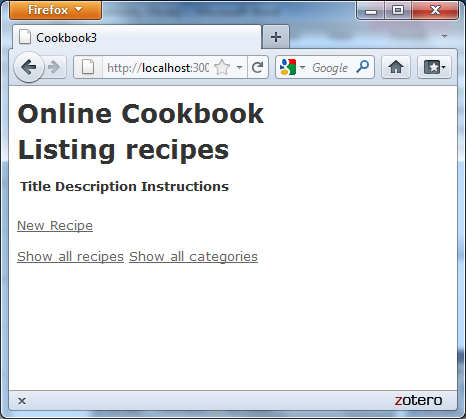 Firefox
Cookbook3
http://localhost:300
Google
Online Cookbook
Listing recipes
Title Description Instructions
New Recipe
Show all recipes Show all categories
x zotero